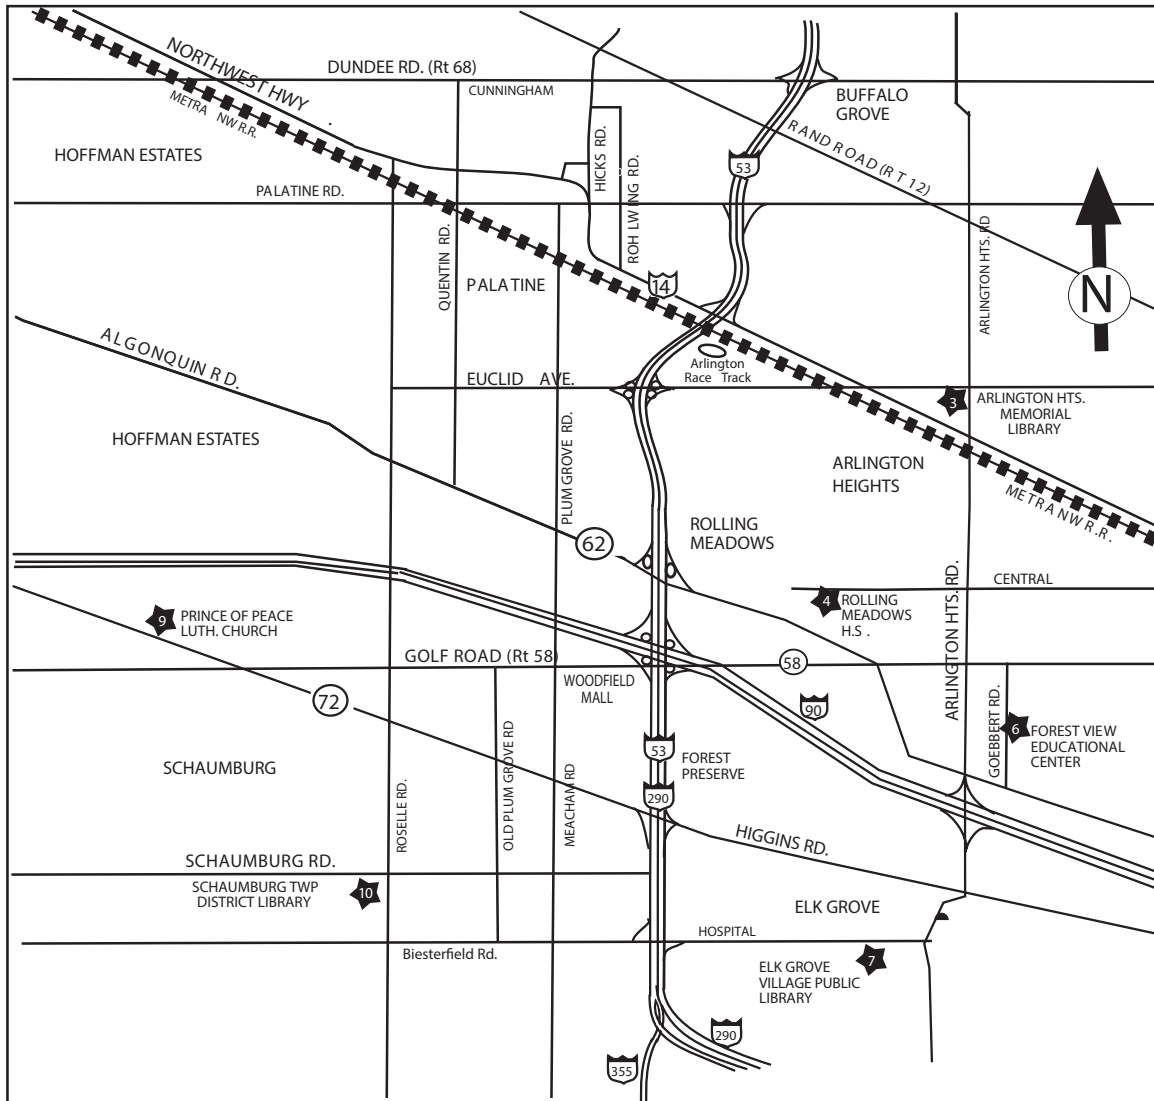 NORTHWEST HWY
METRA NW R.R.
DUNDEE RD. (Rt 68)
CUNNINGHAM
BUFFALO
GROVE
RAND ROAD (RT 12)
HOFFMAN ESTATES
PALATINE RD.
HICKS RD.
ROHLWING RD.
53
QUENTIN RD.
PALATINE
14
ARLINGTON HTS. RD
N
ALGONQUIN RD.
EUCLID AVE.
Arlington
Race Track
3
ARLINGTON HTS.
MEMORIAL
LIBRARY
HOFFMAN ESTATES
PLUM GROVE RD.
ARLINGTON
HEIGHTS
METRA NW R.R.
ROLLING
MEADOWS
62
CENTRAL
4
ROLLING
MEADOWS
H.S .
9
PRINCE OF PEACE
LUTH. CHURCH
ARLINGTON HTS. RD.
GOLF ROAD (Rt 58)
58
WOODFIELD
MALL
72
90
GOEBBERT RD.
6
FOREST VIEW
EDUCATIONAL
CENTER
53
FOREST
PRESERVE
SCHAUMBURG
OLD PLUM GROVE RD
MEACHAM RD
ROSELLE RD.
290
HIGGINS RD.
SCHAUMBURG RD.
SCHAUMBURG TWP
DISTRICT LIBRARY
10
ELK GROVE
HOSPITAL
Biesterfield Rd.
7
ELK GROVE
VILLAGE PUBLIC
LIBRARY
290
355